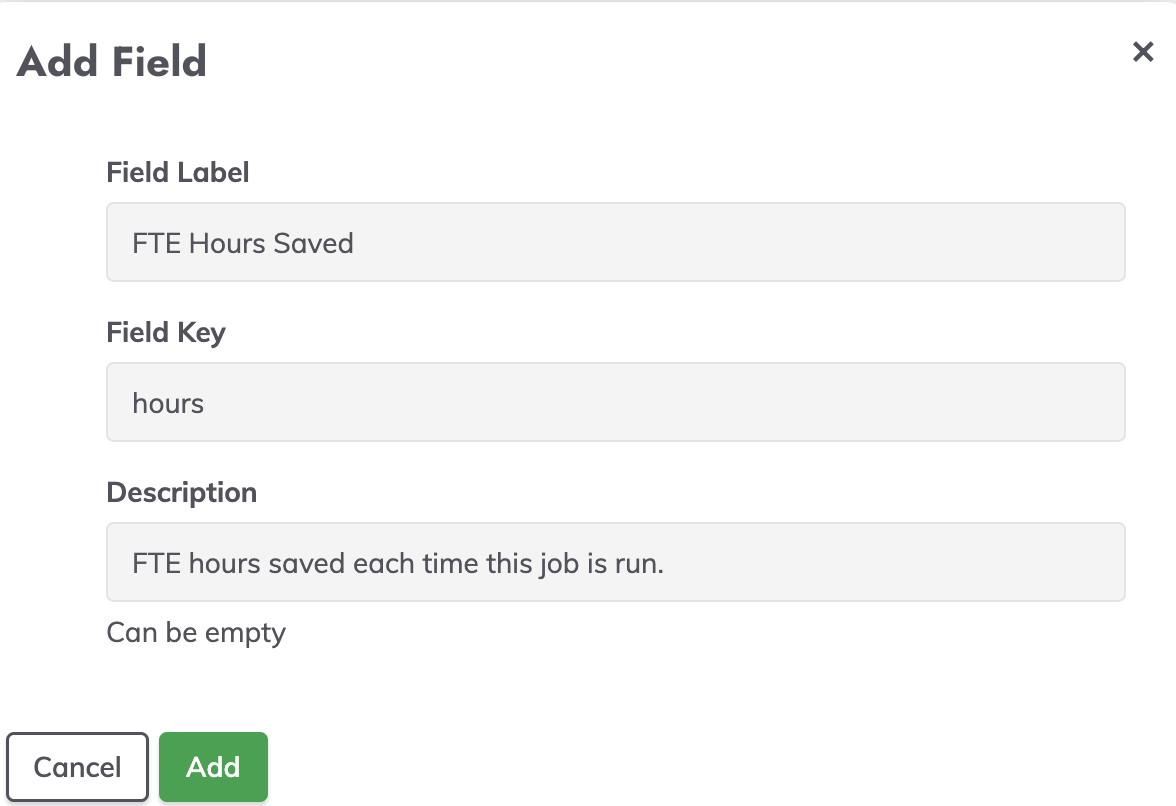 Add Field
Field Label
FTE Hours Saved
Field Key
hours
Description
FTE hours saved each time this job is run.
Can be empty
Cancel
Add